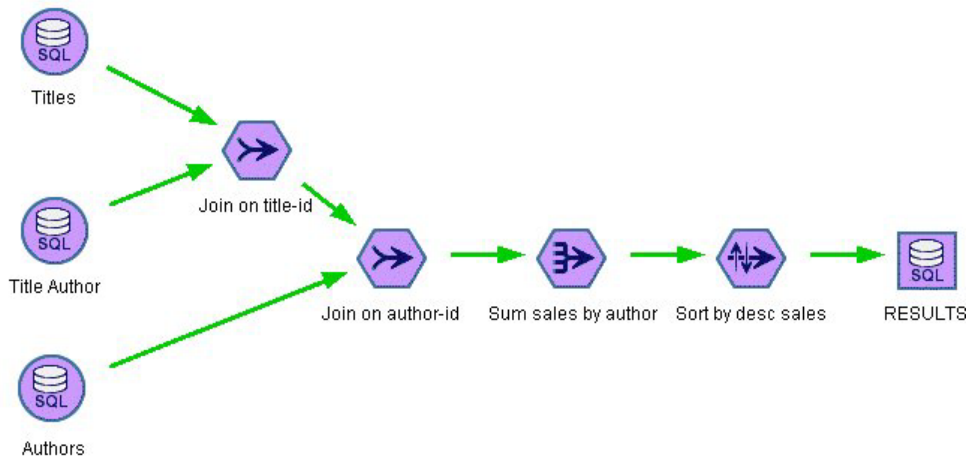 SQL
Titles
Join on title-id
SQL
Title Author
Join on author-id
Sum sales by author
Sort by desc sales
SQL
RESULTS
SQL
Authors